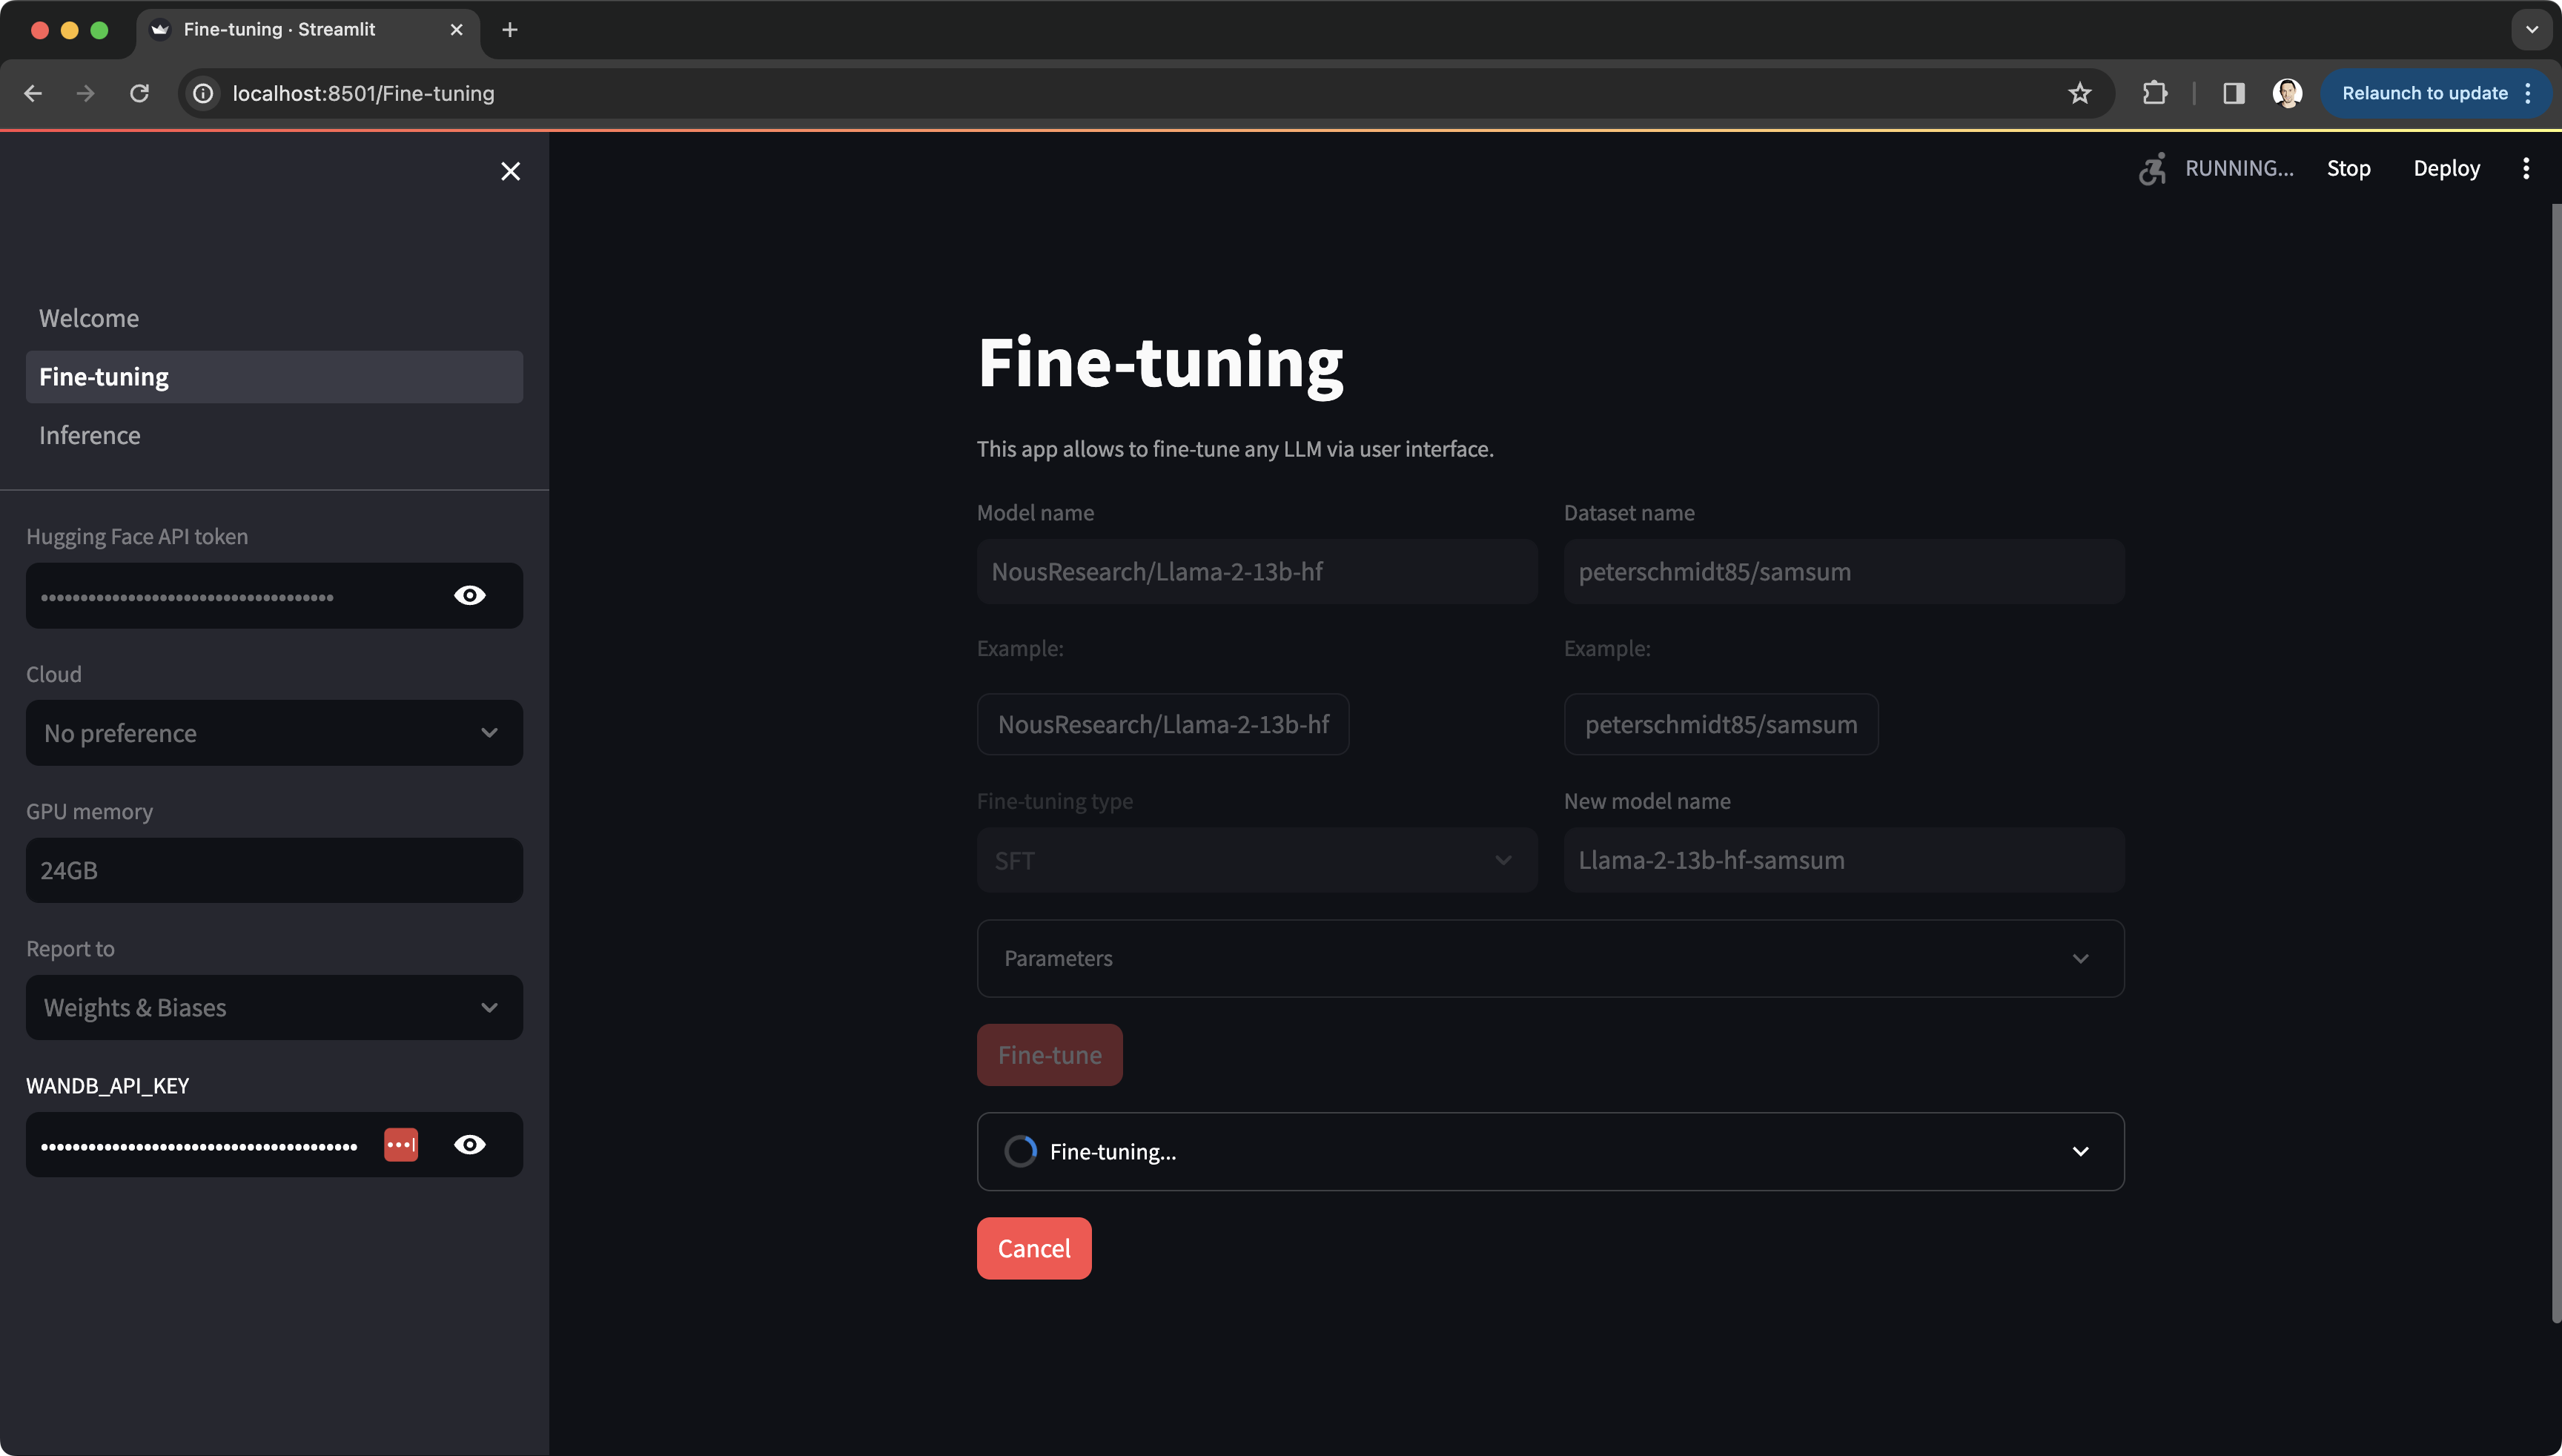 Fine-tuning · Streamlit
localhost:8501/Fine-tuning
Relaunch to update
RUNNING...
Stop
Deploy
Welcome
Fine-tuning
Inference
Hugging Face API token
Cloud
No preference
GPU memory
24GB
Report to
Weights & Biases
WANDB_API_KEY
Fine-tuning
This app allows to fine-tune any LLM via user interface.
Model name
Dataset name
NousResearch/Llama-2-13b-hf
peterschmidt85/samsum
Example:
Example:
NousResearch/Llama-2-13b-hf
peterschmidt85/samsum
Fine-tuning type
New model name
SFT
Llama-2-13b-hf-samsum
Parameters
Fine-tune
Fine-tuning...
Cancel